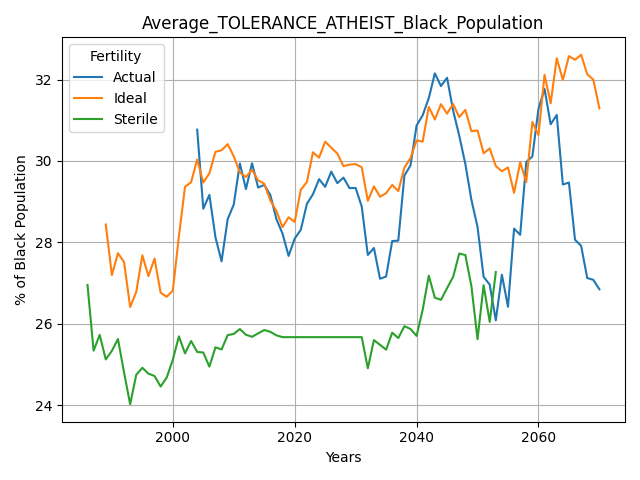 Average_TOLERANCE_ATHEIST_Black_Population
Fertility
Actual
Ideal
Sterile
% of Black Population
32
30
28
26
24
2000 2020 2040 2060
Years